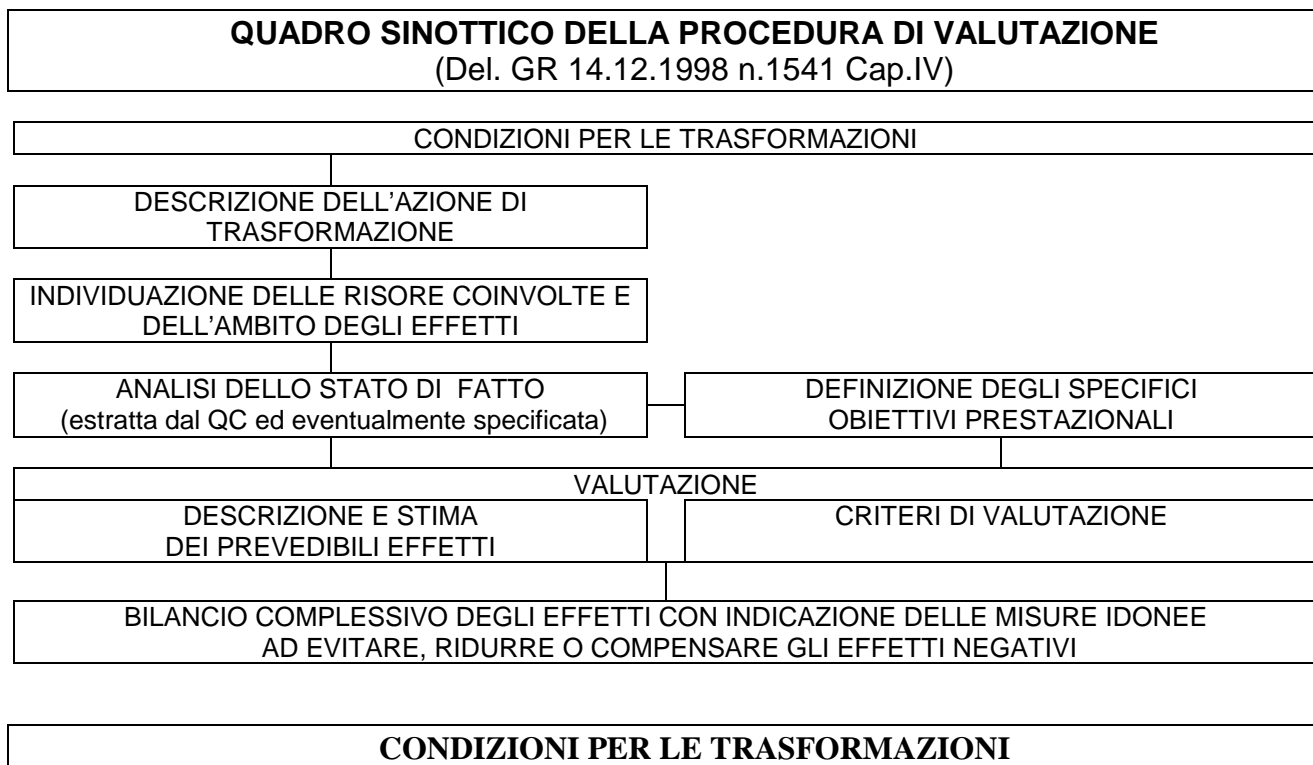 QUADRO SINOTTICO DELLA PROCEDURA DI VALUTAZIONE
(Del. GR 14.12.1998 n.1541 Cap.IV)
CONDIZIONI PER LE TRASFORMAZIONI
DESCRIZIONE DELL'AZIONE DI
TRASFORMAZIONE
INDIVIDUAZIONE DELLE RISORE COINVOLTE E
DELL'AMBITO DEGLI EFFETTI
ANALISI DELLO STATO DI FATTO
(estratta dal QC ed eventualmente specificata)
DEFINIZIONE DEGLI SPECIFICI
OBIETTIVI PRESTAZIONALI
VALUTAZIONE
DESCRIZIONE E STIMA
DEI PREVEDIBILI EFFETTI
CRITERI DI VALUTAZIONE
BILANCIO COMPLESSIVO DEGLI EFFETTI CON INDICAZIONE DELLE MISURE IDONEE
AD EVITARE, RIDURRE O COMPENSARE GLI EFFETTI NEGATIVI
CONDIZIONI PER LE TRASFORMAZIONI